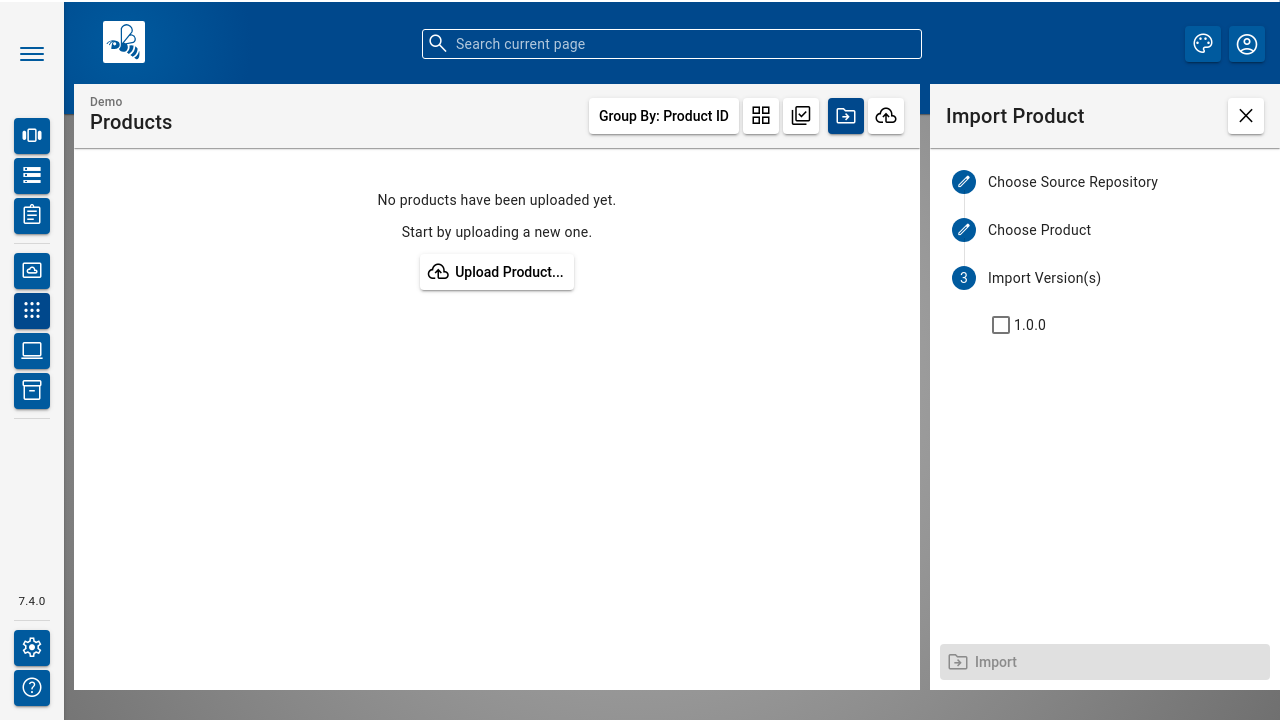 Search current page
Demo
Products
Group By: Product ID
Import Product
No products have been uploaded yet.
Start by uploading a new one.
Upload Product...
Choose Source Repository
Choose Product
3 Import Version(s)
1.0.0
Import
7.4.0